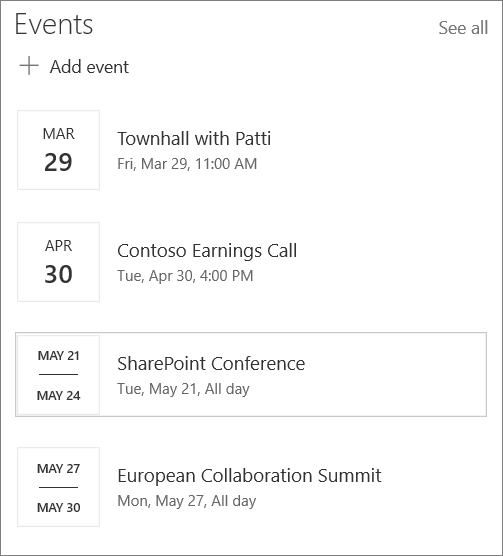 Events
See all
Add event
MAR
29
Townhall with Patti
Fri, Mar 29, 11:00 AM
APR
30
Contoso Earnings Call
Tue, Apr 30, 4:00 PM
MAY 21
MAY 24
SharePoint Conference
Tue, May 21, All day
MAY 27
MAY 30
European Collaboration Summit
Mon, May 27, All day